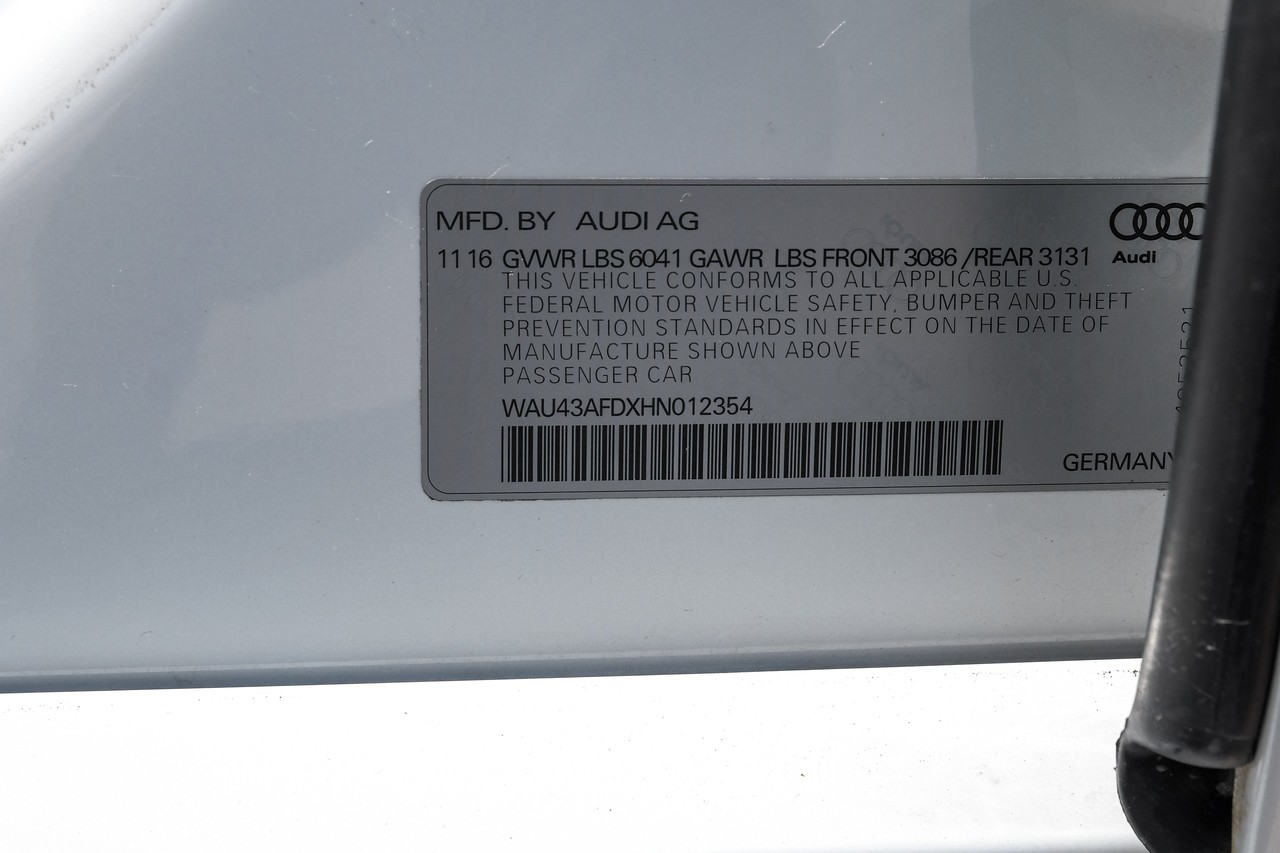 MFD. BY AUDI AG
11 16 GVWR LBS 6041 GAWR LBS FRONT 3086 /REAR 3131
Audi
THIS VEHICLE CONFORMS TO ALL APPLICABLE U.S.
FEDERAL MOTOR VEHICLE SAFETY, BUMPER AND THEFT
PREVENTION STANDARDS IN EFFECT ON THE DATE OF
MANUFACTURE SHOWN ABOVE
PASSENGER CAR
WAU43AFDXHN012354
GERMANY